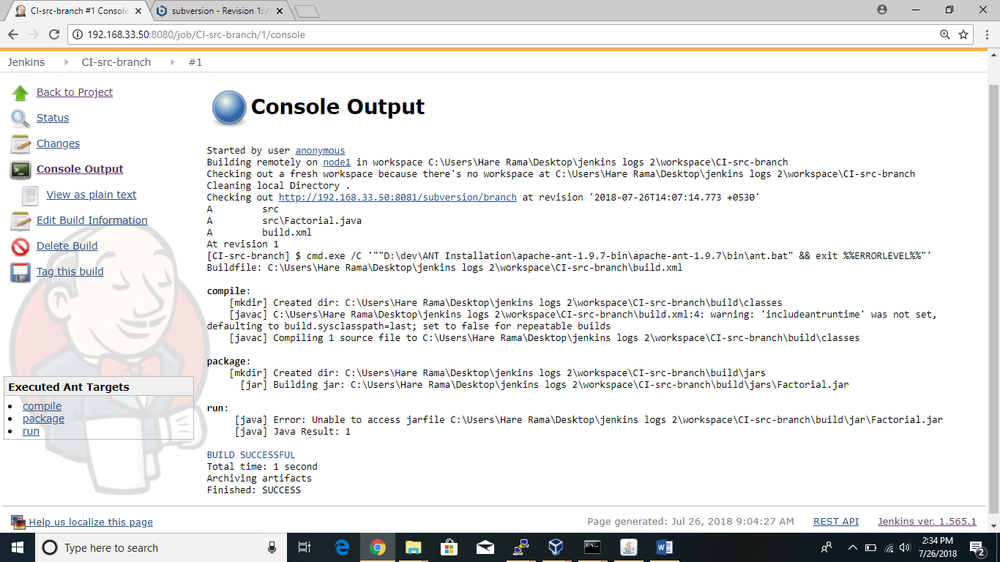 CI-src-branch #1 Console
subversion - Revision 1: /
192.168.33.50:8080/job/CI-src-branch/1/console
Jenkins CI-src-branch #1
Back to Project
Status
Changes
Console Output
View as plain text
Edit Build Information
Delete Build
Tag this build
Executed Ant Targets
compile
package
run
Console Output
Started by user anonymous
Building remotely on node1 in workspace C:\Users\Hare Rama\Desktop\jenkins logs 2\workspace\CI-src-branch
Checking out a fresh workspace because there's no workspace at C:\Users\Hare Rama\Desktop\jenkins logs 2\workspace\CI-src-branch
Cleaning local Directory .
Checking out http://192.168.33.50:8081/subversion/branch at revision '2018-07-26T14:07:14.773 +0530'
A         src
A         src\Factorial.java
A         build.xml
At revision 1
[CI-src-branch] $ cmd.exe /C '""D:\dev\ANT Installation\apache-ant-1.9.7-bin\apache-ant-1.9.7\bin\ant.bat" && exit %%ERRORLEVEL%%"'
Buildfile: C:\Users\Hare Rama\Desktop\jenkins logs 2\workspace\CI-src-branch\build.xml
compile:
[mkdir] Created dir: C:\Users\Hare Rama\Desktop\jenkins logs 2\workspace\CI-src-branch\build\classes
[javac] C:\Users\Hare Rama\Desktop\jenkins logs 2\workspace\CI-src-branch\build.xml:4: warning: 'includeantruntime' was not set,
defaulting to build.sysclasspath=last; set to false for repeatable builds
[javac] Compiling 1 source file to C:\Users\Hare Rama\Desktop\jenkins logs 2\workspace\CI-src-branch\build\classes
package:
[mkdir] Created dir: C:\Users\Hare Rama\Desktop\jenkins logs 2\workspace\CI-src-branch\build\jars
[jar] Building jar: C:\Users\Hare Rama\Desktop\jenkins logs 2\workspace\CI-src-branch\build\jars\Factorial.jar
run:
[java] Error: Unable to access jarfile C:\Users\Hare Rama\Desktop\jenkins logs 2\workspace\CI-src-branch\build\jar\Factorial.jar
[java] Java Result: 1
BUILD SUCCESSFUL
Total time: 1 second
Archiving artifacts
Finished: SUCCESS
Help us localize this page
Page generated: Jul 26, 2018 9:04:27 AM REST API Jenkins ver. 1.565.1
Type here to search
2:34 PM
7/26/2018
2